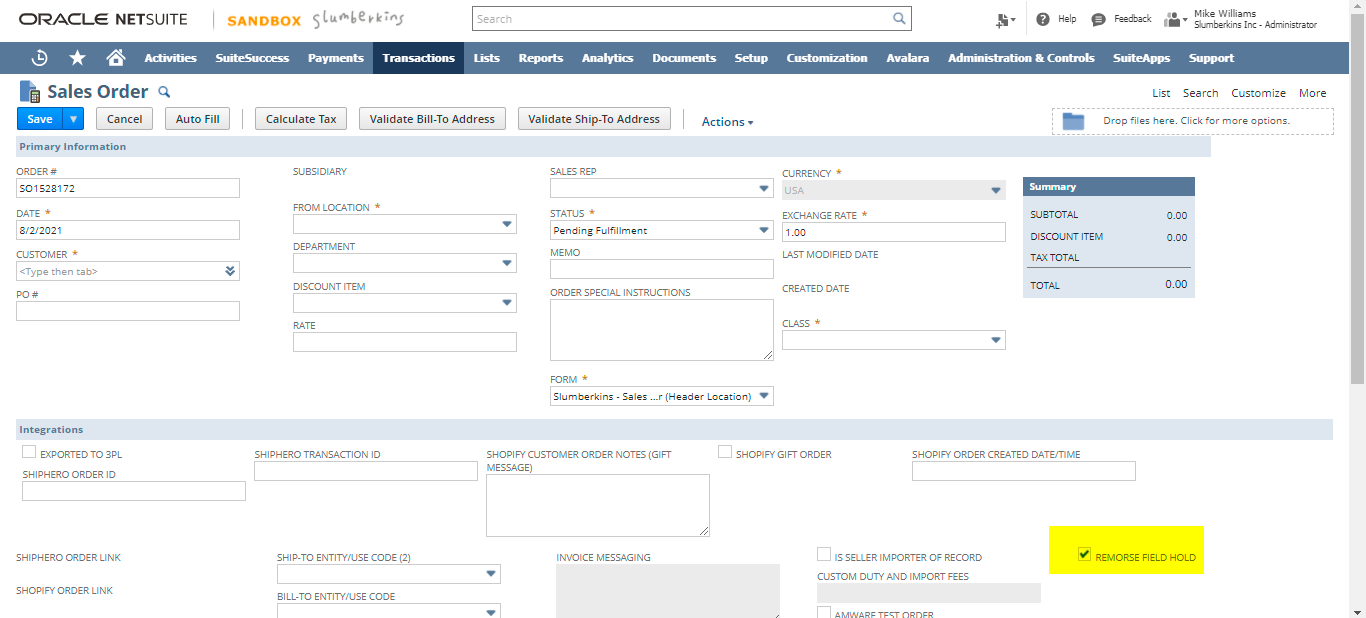 ORACLE NETSUITE
SANDBOX slumberkins
Search
Help
Feedback
Mike Williams
Slumberkins Inc - Administrator
Activities SuiteSuccess Payments Transactions Lists Reports Analytics Documents Setup Customization Avalara Administration & Controls SuiteApps Support
Sales Order
List Search Customize More
Save Cancel Auto Fill Calculate Tax Validate Bill-To Address Validate Ship-To Address Actions
Drop files here. Click for more options.
Primary Information
ORDER #
SO1528172
DATE *
8/2/2021
CUSTOMER *
<Type then tab>
PO #
SUBSIDIARY
FROM LOCATION *
DEPARTMENT
DISCOUNT ITEM
RATE
SALES REP
STATUS *
Pending Fulfillment
MEMO
ORDER SPECIAL INSTRUCTIONS
FORM *
Slumberkins - Sales ...r (Header Location)
CURRENCY *
USA
EXCHANGE RATE *
1.00
LAST MODIFIED DATE
CREATED DATE
CLASS *
Summary
SUBTOTAL 0.00
DISCOUNT ITEM 0.00
TAX TOTAL
TOTAL 0.00
Integrations
EXPORTED TO 3PL
SHIPHERO ORDER ID
SHIPHERO TRANSACTION ID
SHOPIFY CUSTOMER ORDER NOTES (GIFT
MESSAGE)
SHOPIFY GIFT ORDER
SHOPIFY ORDER CREATED DATE/TIME
SHIPHERO ORDER LINK
SHOPIFY ORDER LINK
SHIP-TO ENTITY/USE CODE (2)
BILL-TO ENTITY/USE CODE
INVOICE MESSAGING
IS SELLER IMPORTER OF RECORD
CUSTOM DUTY AND IMPORT FEES
AMWARE TEST ORDER
REMORSE FIELD HOLD